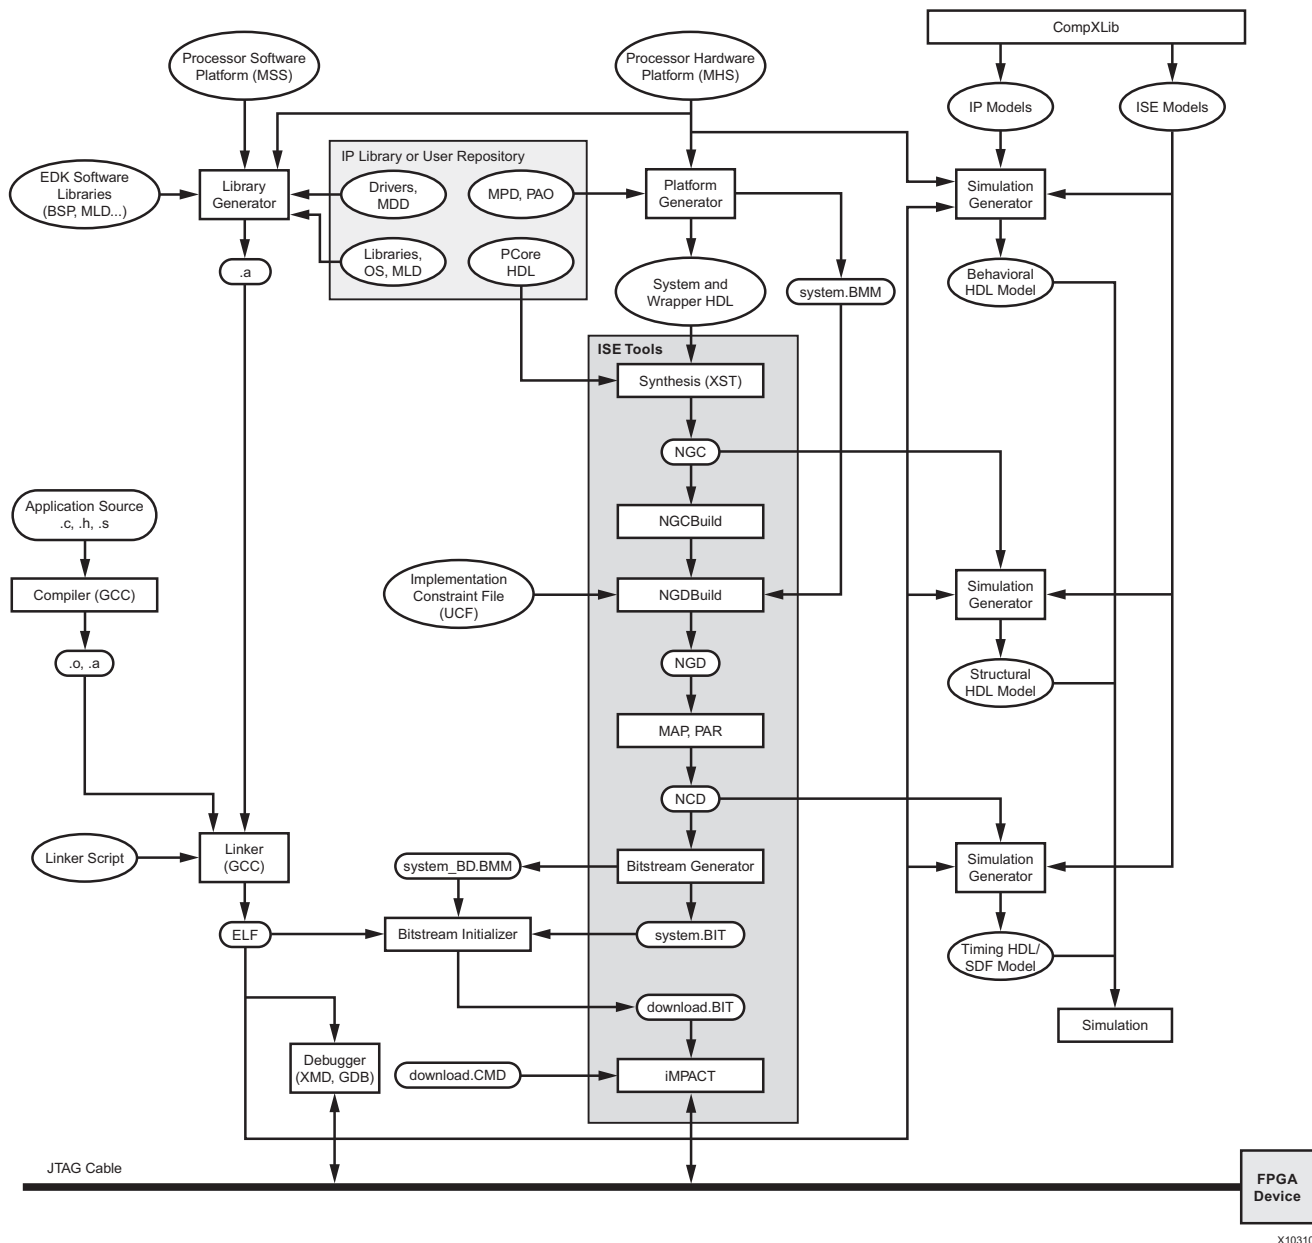 CompXLib
Processor Software
Platform (MSS)
Processor Hardware
Platform (MHS)
IP Models
ISE Models
IP Library or User Repository
EDK Software
Libraries
(BSP, MLD...)
Library
Generator
Drivers,
MDD
MPD, PAO
Platform
Generator
Simulation
Generator
.a
Libraries,
OS, MLD
PCore
HDL
System and
Wrapper HDL
system.BMM
Behavioral
HDL Model
ISE Tools
Synthesis (XST)
NGC
Application Source
.c, .h, .s
NGCBuild
Compiler (GCC)
Implementation
Constraint File
(UCF)
NGDBuild
Simulation
Generator
.o, .a
NGD
Structural
HDL Model
MAP, PAR
NCD
Linker Script
Linker
(GCC)
system_BD.BMM
Bitstream Generator
Simulation
Generator
ELF
Bitstream Initializer
system.BIT
Timing HDL/
SDF Model
download.BIT
Simulation
Debugger
(XMD, GDB)
download.CMD
iMPACT
JTAG Cable
FPGA
Device
X10310